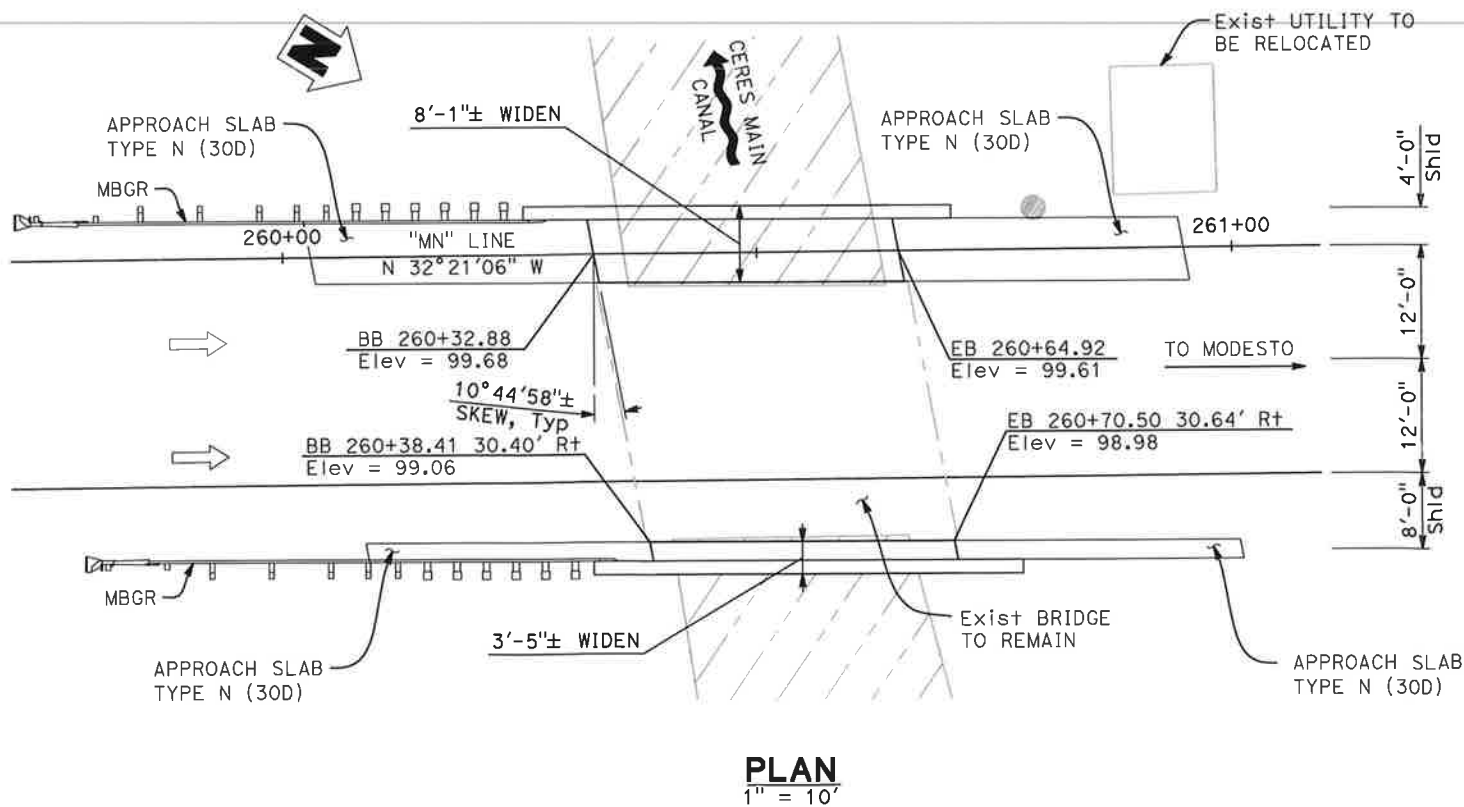 Exist UTILITY TO
BE RELOCATED
N
CERES MAIN
CANAL
8'-1"± WIDEN
APPROACH SLAB
TYPE N (30D)
APPROACH SLAB
TYPE N (30D)
4'-0"
Shld
MBGR
260+00
"MN" LINE
N 32°21'06" W
261+00
12'-0"
BB 260+32.88
Elev = 99.68
EB 260+64.92
Elev = 99.61
TO MODESTO
10°44'58"±
SKEW, Typ
12'-0"
BB 260+38.41 30.40' Rt
Elev = 99.06
EB 260+70.50 30.64' Rt
Elev = 98.98
8'-0"
Shld
MBGR
3'-5"± WIDEN
Exist BRIDGE
TO REMAIN
APPROACH SLAB
TYPE N (30D)
APPROACH SLAB
TYPE N (30D)
PLAN
1" = 10'